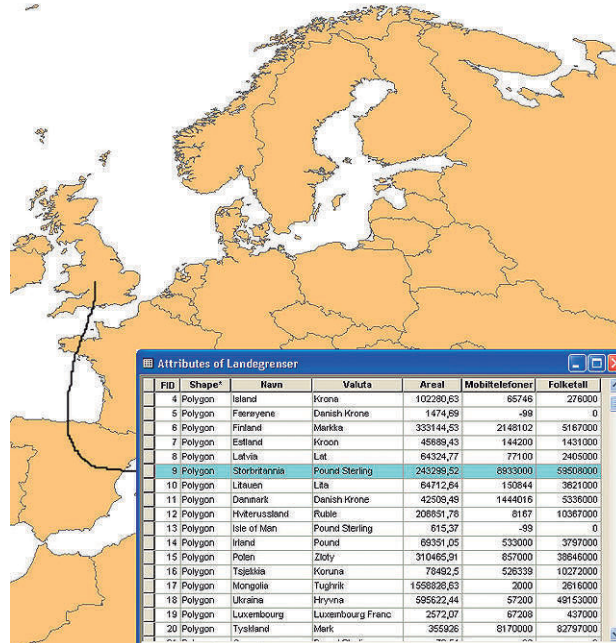 Attributes of Landegrenser
FID Shape* Navn Valuta Areal Mobiltelefoner Folketall
4 Polygon Island Krona 102280,63 65746 276000
5 Polygon Færøyene Danish Krone 1474,69 -99 0
6 Polygon Finland Markka 333144,53 2148102 5167000
7 Polygon Estland Kroon 45689,43 144200 1431000
8 Polygon Latvia Lat 64324,77 77100 2405000
9 Polygon Storbritannia Pound Sterling 243299,52 8933000 59508000
10 Polygon Litauen Lita 64712,64 150844 3621000
11 Polygon Danmark Danish Krone 42509,49 1444016 5336000
12 Polygon Hviterussland Ruble 206851,78 8167 10367000
13 Polygon Isle of Man Pound Sterling 615,37 -99 0
14 Polygon Irland Pound 69351,05 533000 3797000
15 Polygon Polen Zloty 310465,91 857000 38646000
16 Polygon Tsjekkia Koruna 78492,5 526339 10272000
17 Polygon Mongolia Tughrik 1558828,63 2000 2616000
18 Polygon Ukraina Hryvna 595622,44 57200 49153000
19 Polygon Luxembourg Luxembourg Franc 2572,07 67208 437000
20 Polygon Tyskland Mark 355926 8170000 82797000